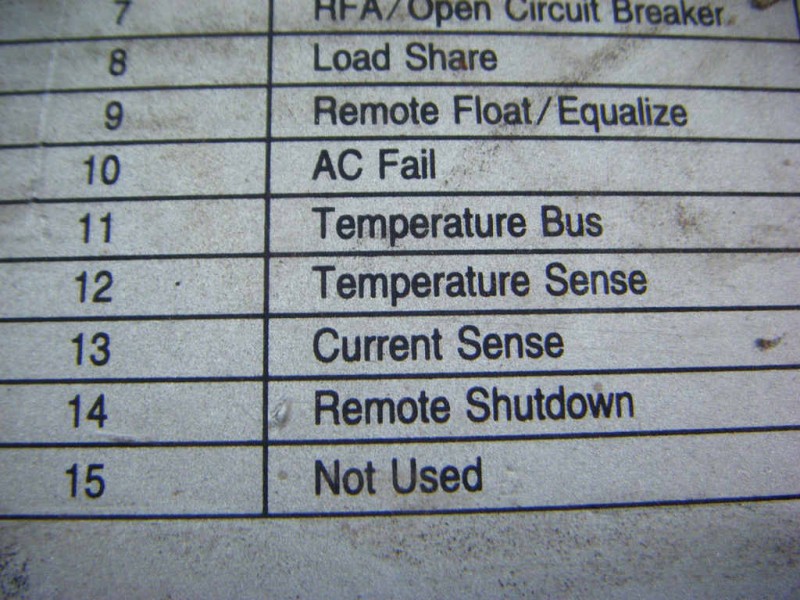 7 RFA/Open Circuit Breaker
8 Load Share
9 Remote Float/Equalize
10 AC Fail
11 Temperature Bus
12 Temperature Sense
13 Current Sense
14 Remote Shutdown
15 Not Used